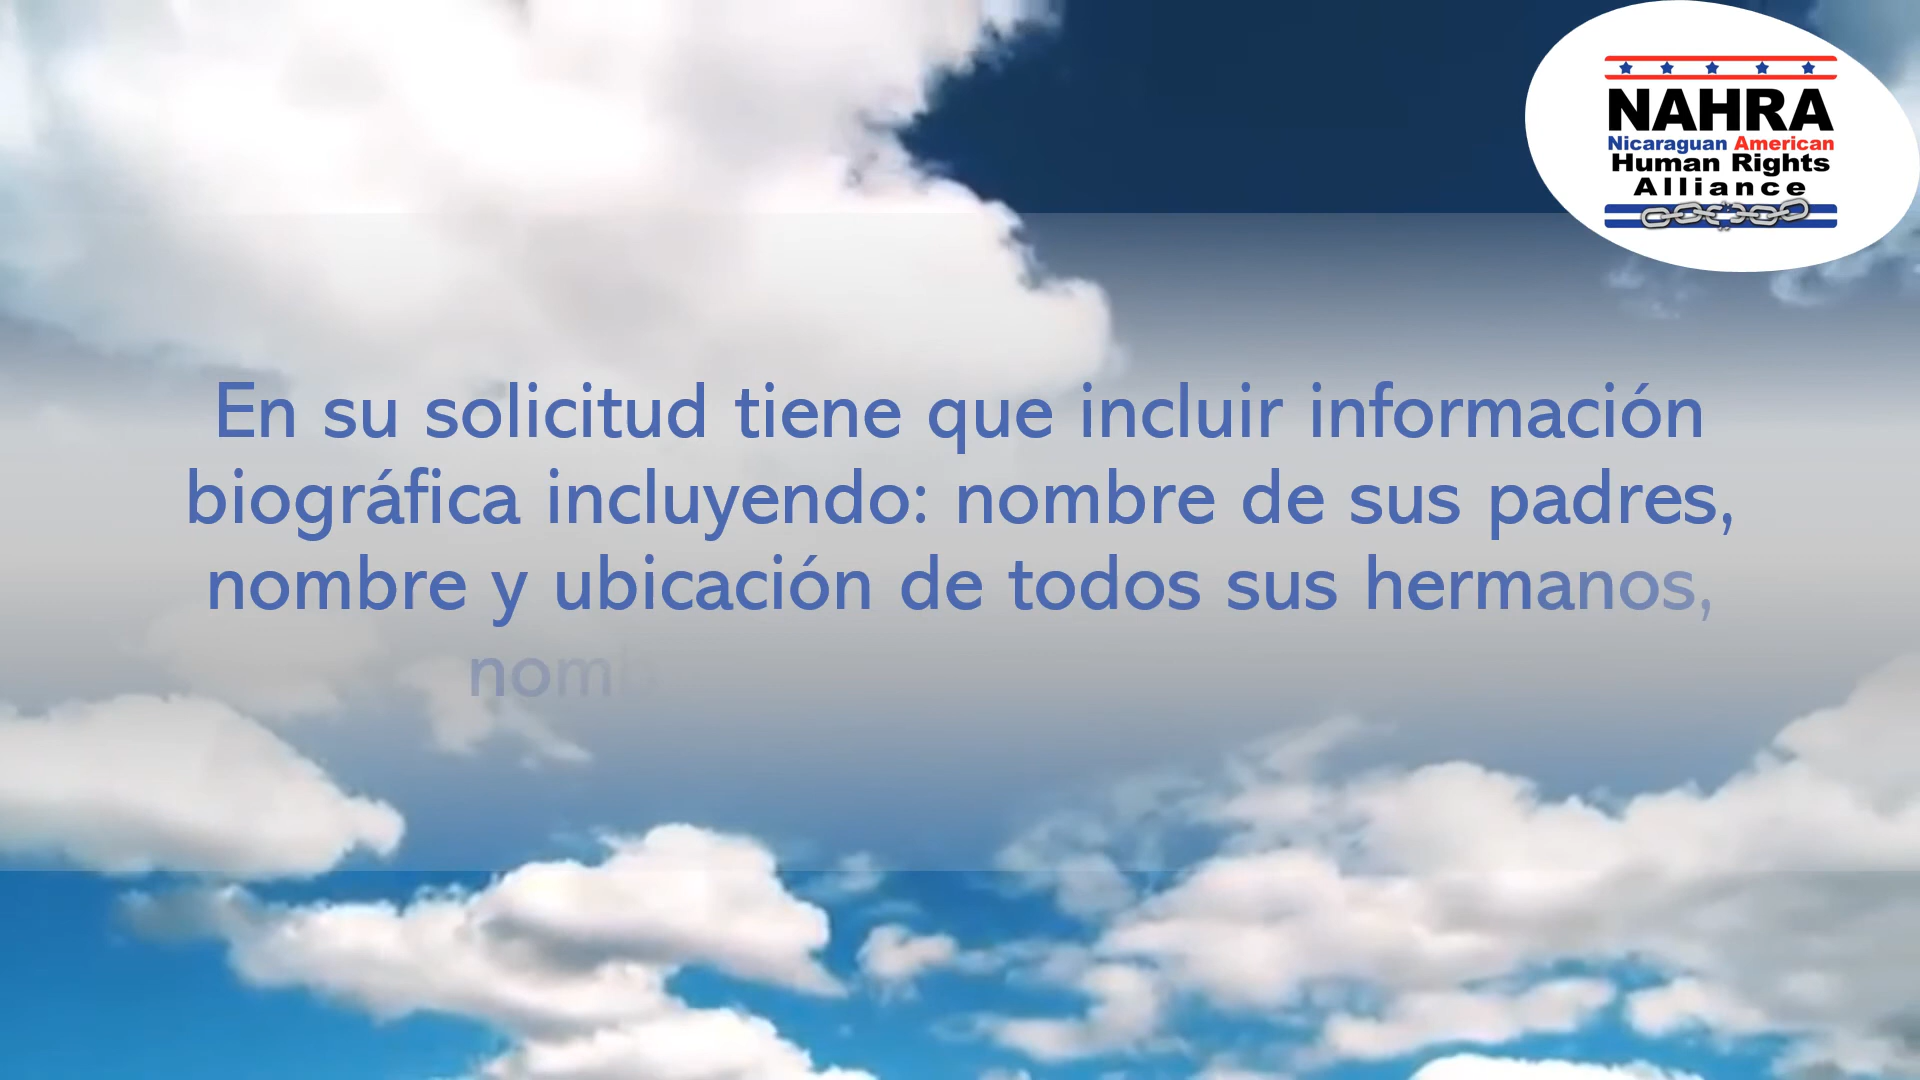 NAHRA
Nicaraguan American
Human Rights
Alliance
En su solicitud tiene que incluir información
biográfica incluyendo: nombre de sus padres,
nombre y ubicación de todos sus hermanos,